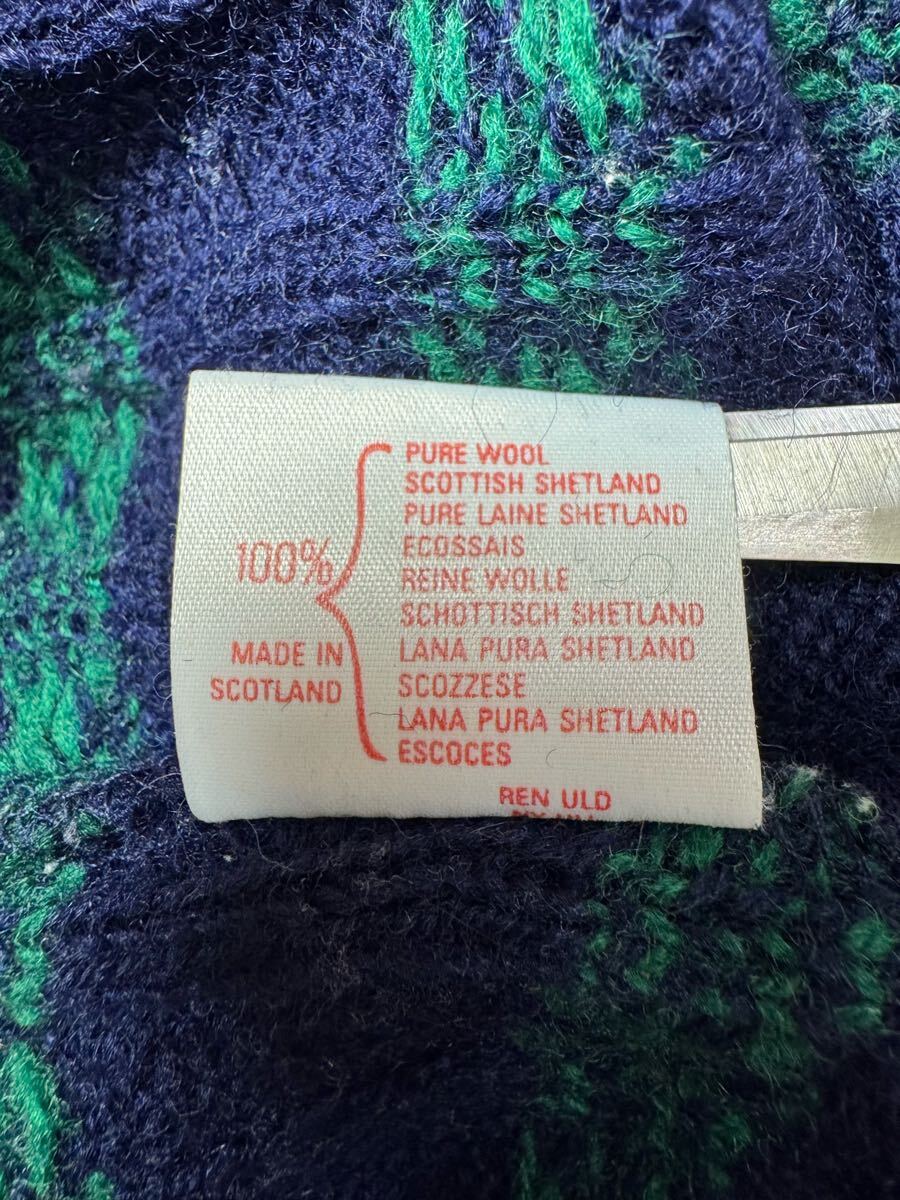 100%
MADE IN
SCOTLAND
PURE WOOL
SCOTTISH SHETLAND
PURE LAINE SHETLAND
ECOSSAIS
REINE WOLLE
SCHOTTISCH SHETLAND
LANA PURA SHETLAND
SCOZZESE
LANA PURA SHETLAND
ESCOCES
REN ULD